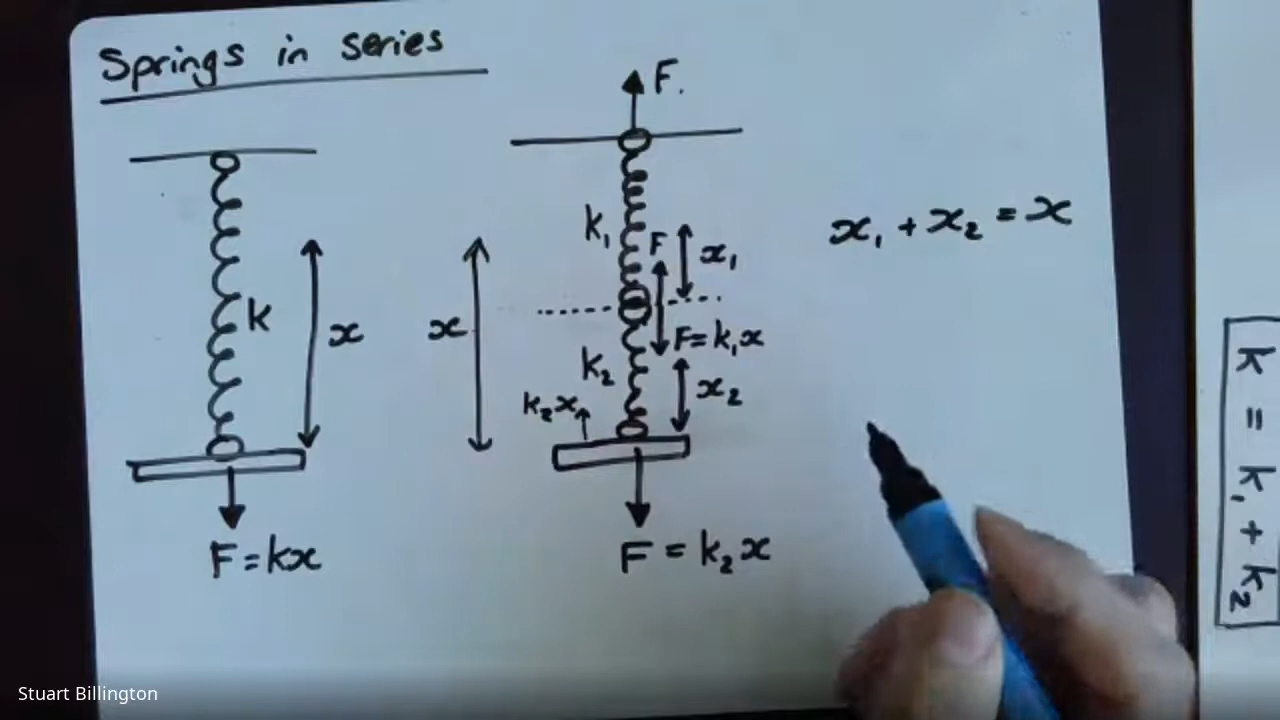 Springs in series
F.
k₁
F
x₁
x₁ + x₂ = x
k
x
x
F=k₁x
k₂
x₂
k₂x
F=kx
F = k₂x
k = k₁ + k₂
Stuart Billington